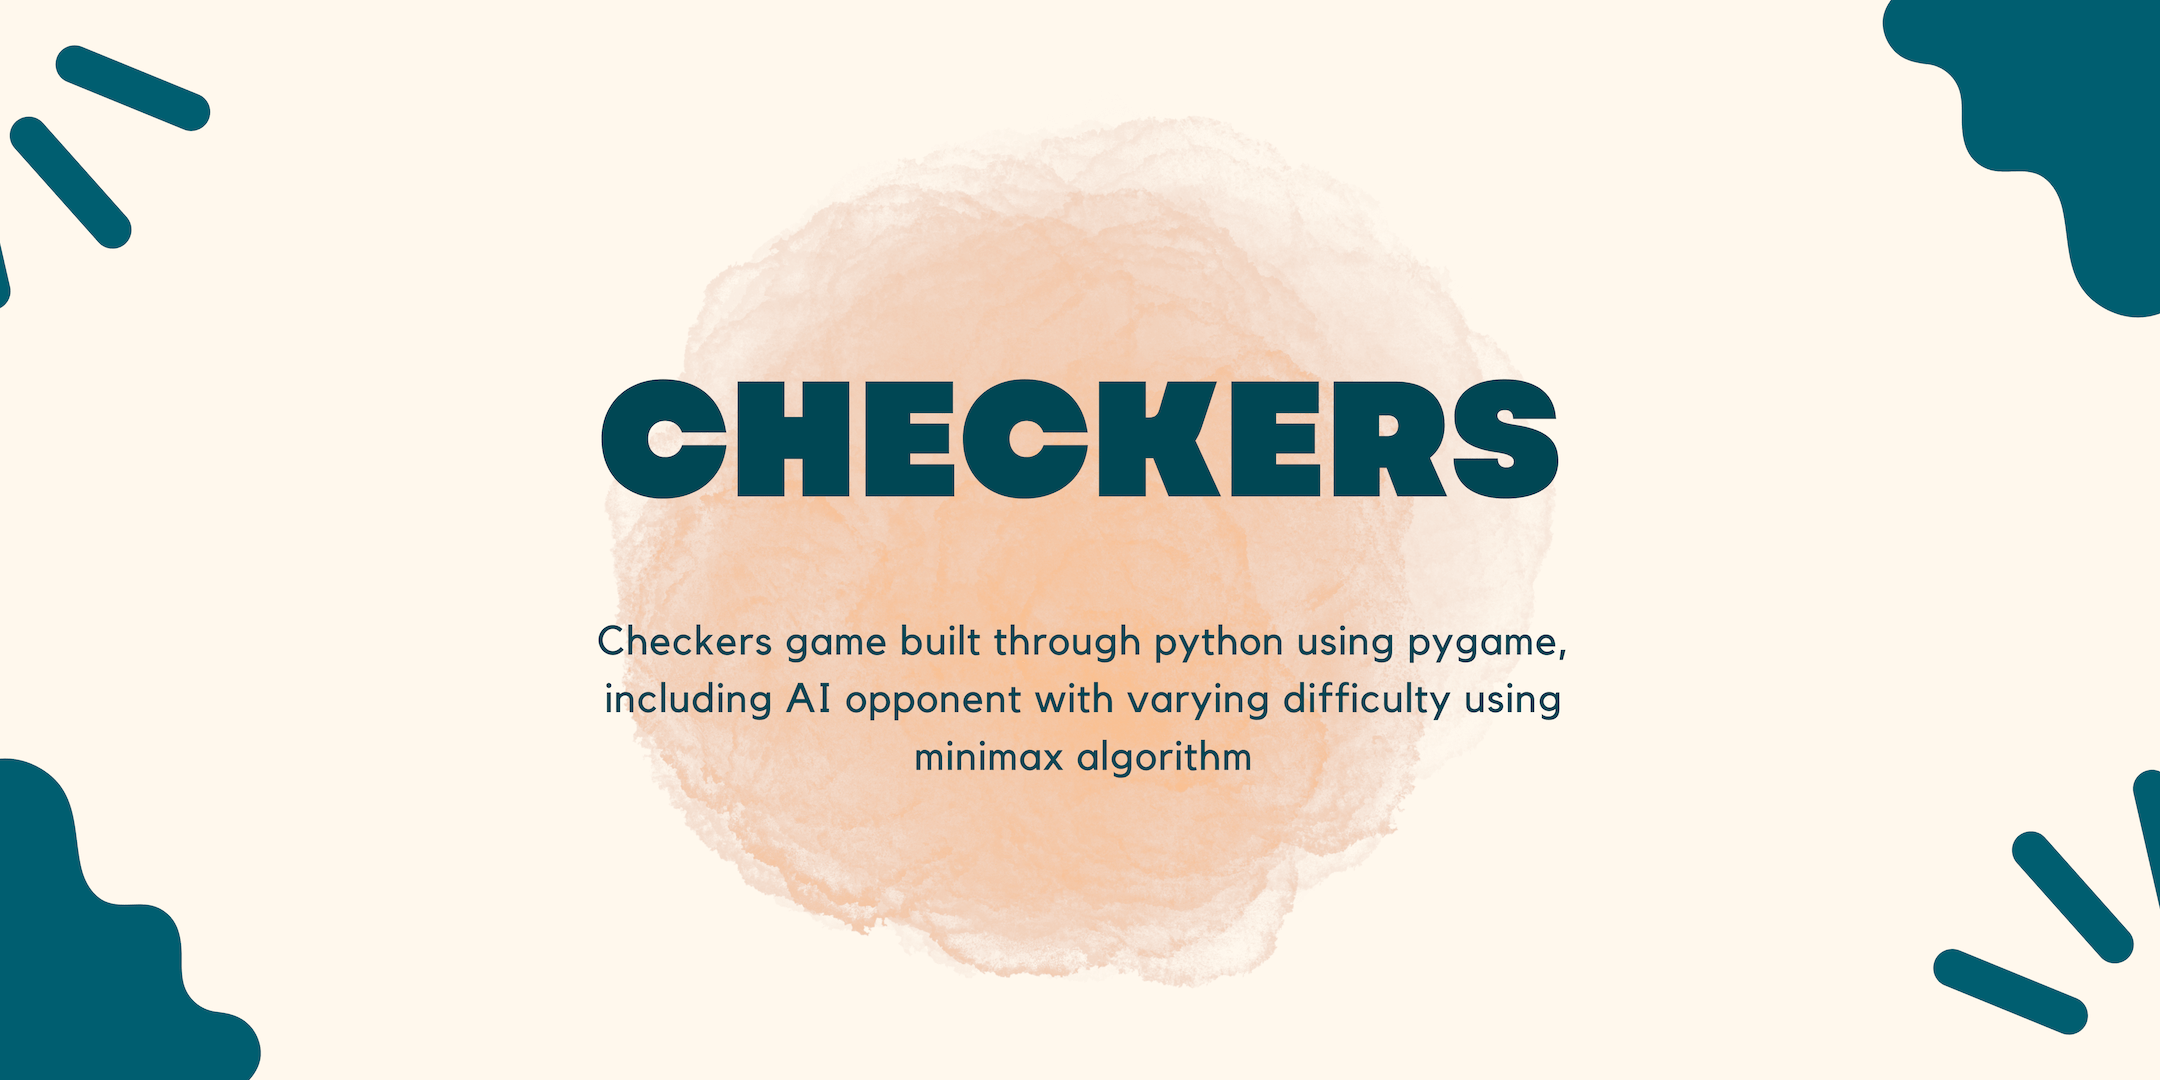 CHECKERS
Checkers game built through python using pygame,
including AI opponent with varying difficulty using
minimax algorithm